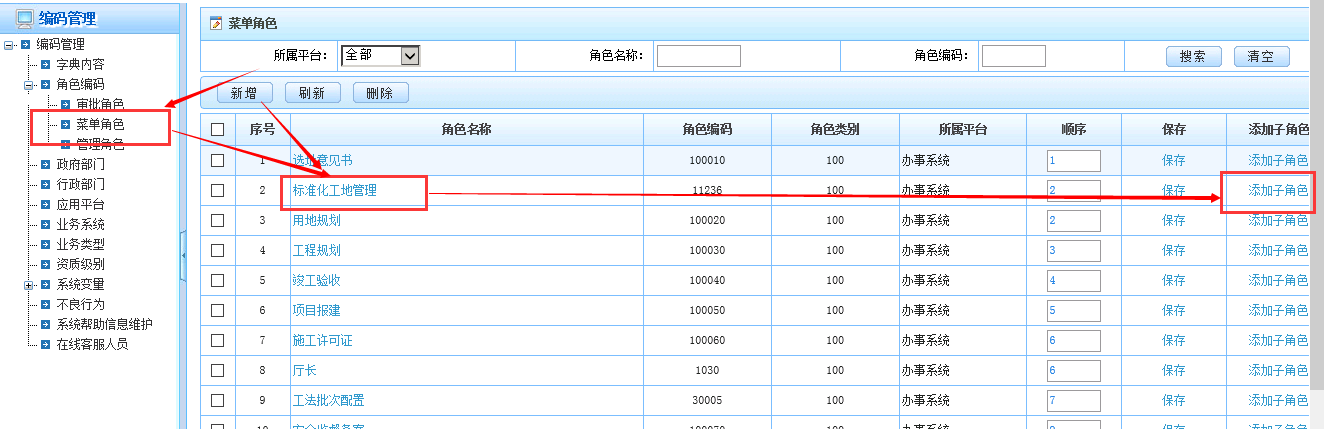 编码管理
编码管理
字典内容
角色编码
审批角色
菜单角色
管理角色
政府部门
行政部门
应用平台
业务系统
业务类型
资质级别
系统变量
不良行为
系统帮助信息维护
在线客服人员
菜单角色
所属平台: 全部 角色名称: 角色编码: 搜索 清空
新增 刷新 删除
序号 角色名称 角色编码 角色类别 所属平台 顺序 保存 添加子角色
1 选址意见书 100010 100 办事系统 1 保存 添加子角色
2 标准化工地管理 11236 100 办事系统 2 保存 添加子角色
3 用地规划 100020 100 办事系统 2 保存 添加子角色
4 工程规划 100030 100 办事系统 3 保存 添加子角色
5 竣工验收 100040 100 办事系统 4 保存 添加子角色
6 项目报建 100050 100 办事系统 5 保存 添加子角色
7 施工许可证 100060 100 办事系统 6 保存 添加子角色
8 厅长 1030 100 办事系统 6 保存 添加子角色
9 工法批次配置 30005 100 办事系统 7 保存 添加子角色